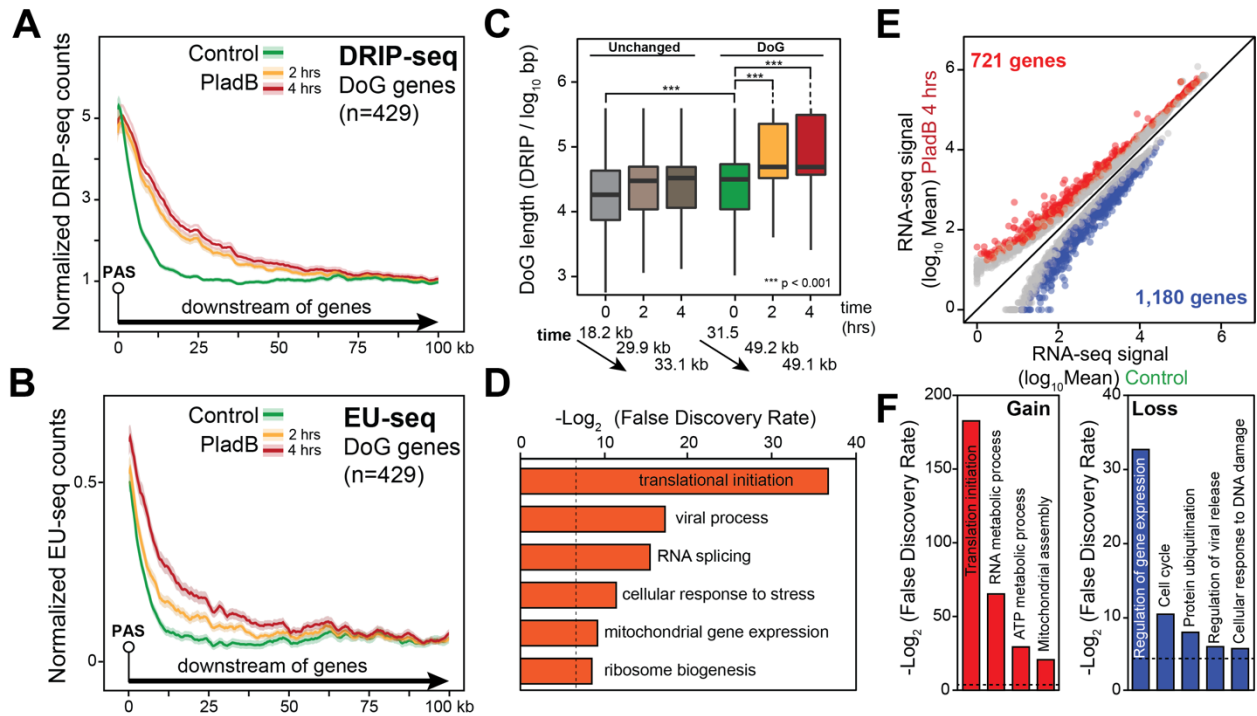 A
DRIP-seq
DoG genes
(n=429)
Control
PladB
2 hrs
4 hrs
Normalized DRIP-seq counts
5
3
1
PAS
downstream of genes
0
25
50
75
100 kb
B
EU-seq
DoG genes
(n=429)
Control
PladB
2 hrs
4 hrs
Normalized EU-seq counts
0.5
0
PAS
downstream of genes
0
25
50
75
100 kb
C
Unchanged
DoG
DoG length (DRIP / log10 bp)
6
5
4
3
***
***
***
*** p < 0.001
0 2 4 0 2 4
time
(hrs)
time
18.2 kb
29.9 kb
33.1 kb
31.5
49.2 kb
49.1 kb
D
-Log2 (False Discovery Rate)
0 10 20 30 40
translational initiation
viral process
RNA splicing
cellular response to stress
mitochondrial gene expression
ribosome biogenesis
E
721 genes
1,180 genes
RNA-seq signal
(log10 Mean) PladB 4 hrs
6
4
2
0
0 2 4 6
RNA-seq signal
(log10Mean) Control
F
Gain
-Log2 (False Discovery Rate)
200
150
100
50
0
Translation initiation
RNA metabolic process
ATP metabolic process
Mitochondrial assembly
Loss
-Log2 (False Discovery Rate)
40
30
20
10
0
Regulation of gene expression
Cell cycle
Protein ubiquitination
Regulation of viral release
Cellular response to DNA damage